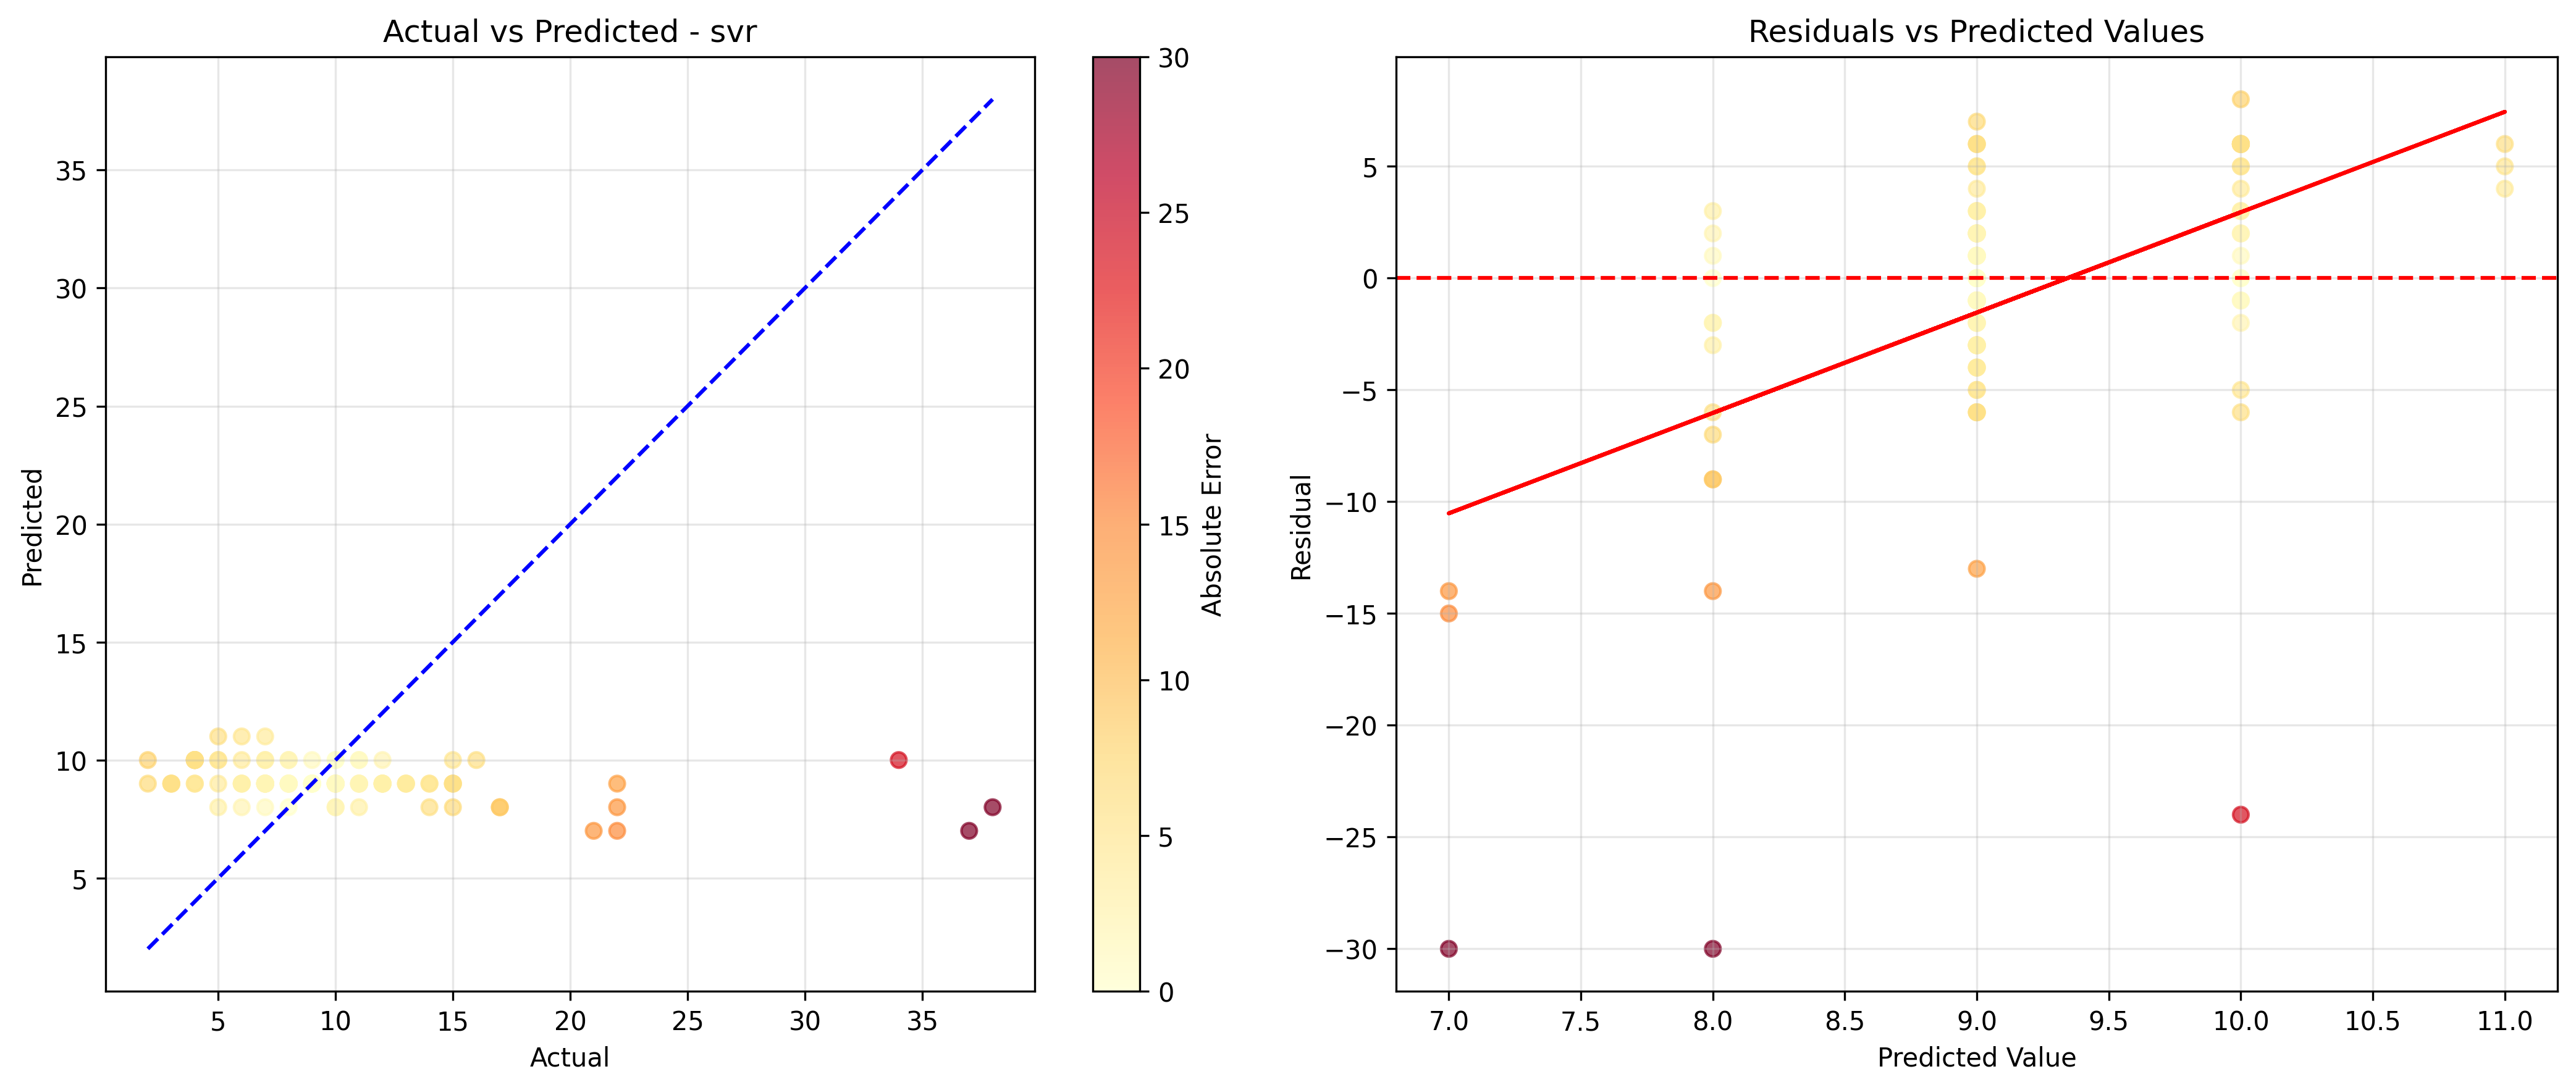 Actual vs Predicted - svr
35
30
25
20
15
10
5
Predicted
5 10 15 20 25 30 35
Actual
30
25
20
15
10
5
0
Absolute Error
Residuals vs Predicted Values
5
0
−5
−10
−15
−20
−25
−30
Residual
7.0 7.5 8.0 8.5 9.0 9.5 10.0 10.5 11.0
Predicted Value